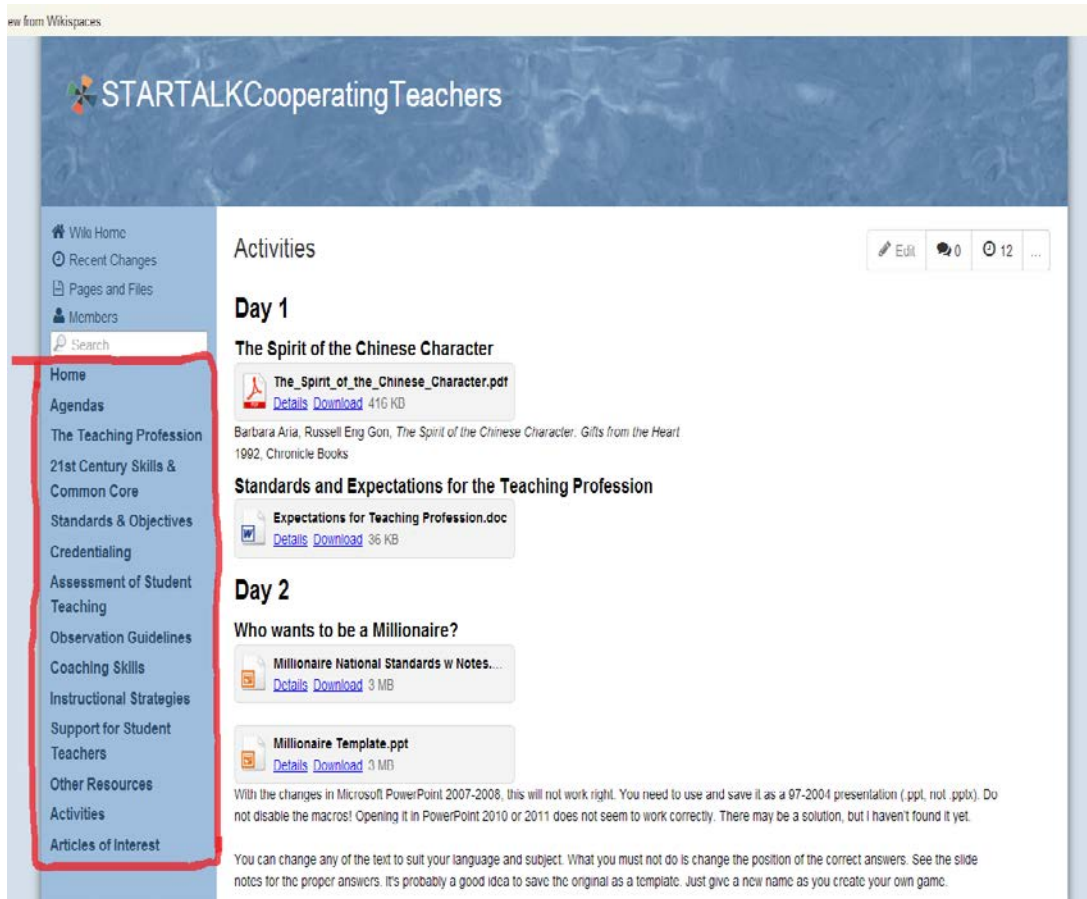 ew from Wikispaces
STARTALKCooperatingTeachers
Wiki Home
Recent Changes
Pages and Files
Members
Search
Home
Agendas
The Teaching Profession
21st Century Skills &
Common Core
Standards & Objectives
Credentialing
Assessment of Student
Teaching
Observation Guidelines
Coaching Skills
Instructional Strategies
Support for Student
Teachers
Other Resources
Activities
Articles of Interest
Activities
Edit 0 12 ...
Day 1
The Spirit of the Chinese Character
The_Spirit_of_the_Chinese_Character.pdf
Details Download 416 KB
Barbara Aria, Russell Eng Gon, The Spirit of the Chinese Character. Gifts from the Heart
1992, Chronicle Books
Standards and Expectations for the Teaching Profession
Expectations for Teaching Profession.doc
Details Download 36 KB
Day 2
Who wants to be a Millionaire?
Millionaire National Standards w Notes....
Details Download 3 MB
Millionaire Template.ppt
Details Download 3 MB
With the changes in Microsoft PowerPoint 2007-2008, this will not work right. You need to use and save it as a 97-2004 presentation (.ppt, not .pptx). Do
not disable the macros! Opening it in PowerPoint 2010 or 2011 does not seem to work correctly. There may be a solution, but I haven't found it yet.
You can change any of the text to suit your language and subject. What you must not do is change the position of the correct answers. See the slide
notes for the proper answers. It's probably a good idea to save the original as a template. Just give a new name as you create your own game.